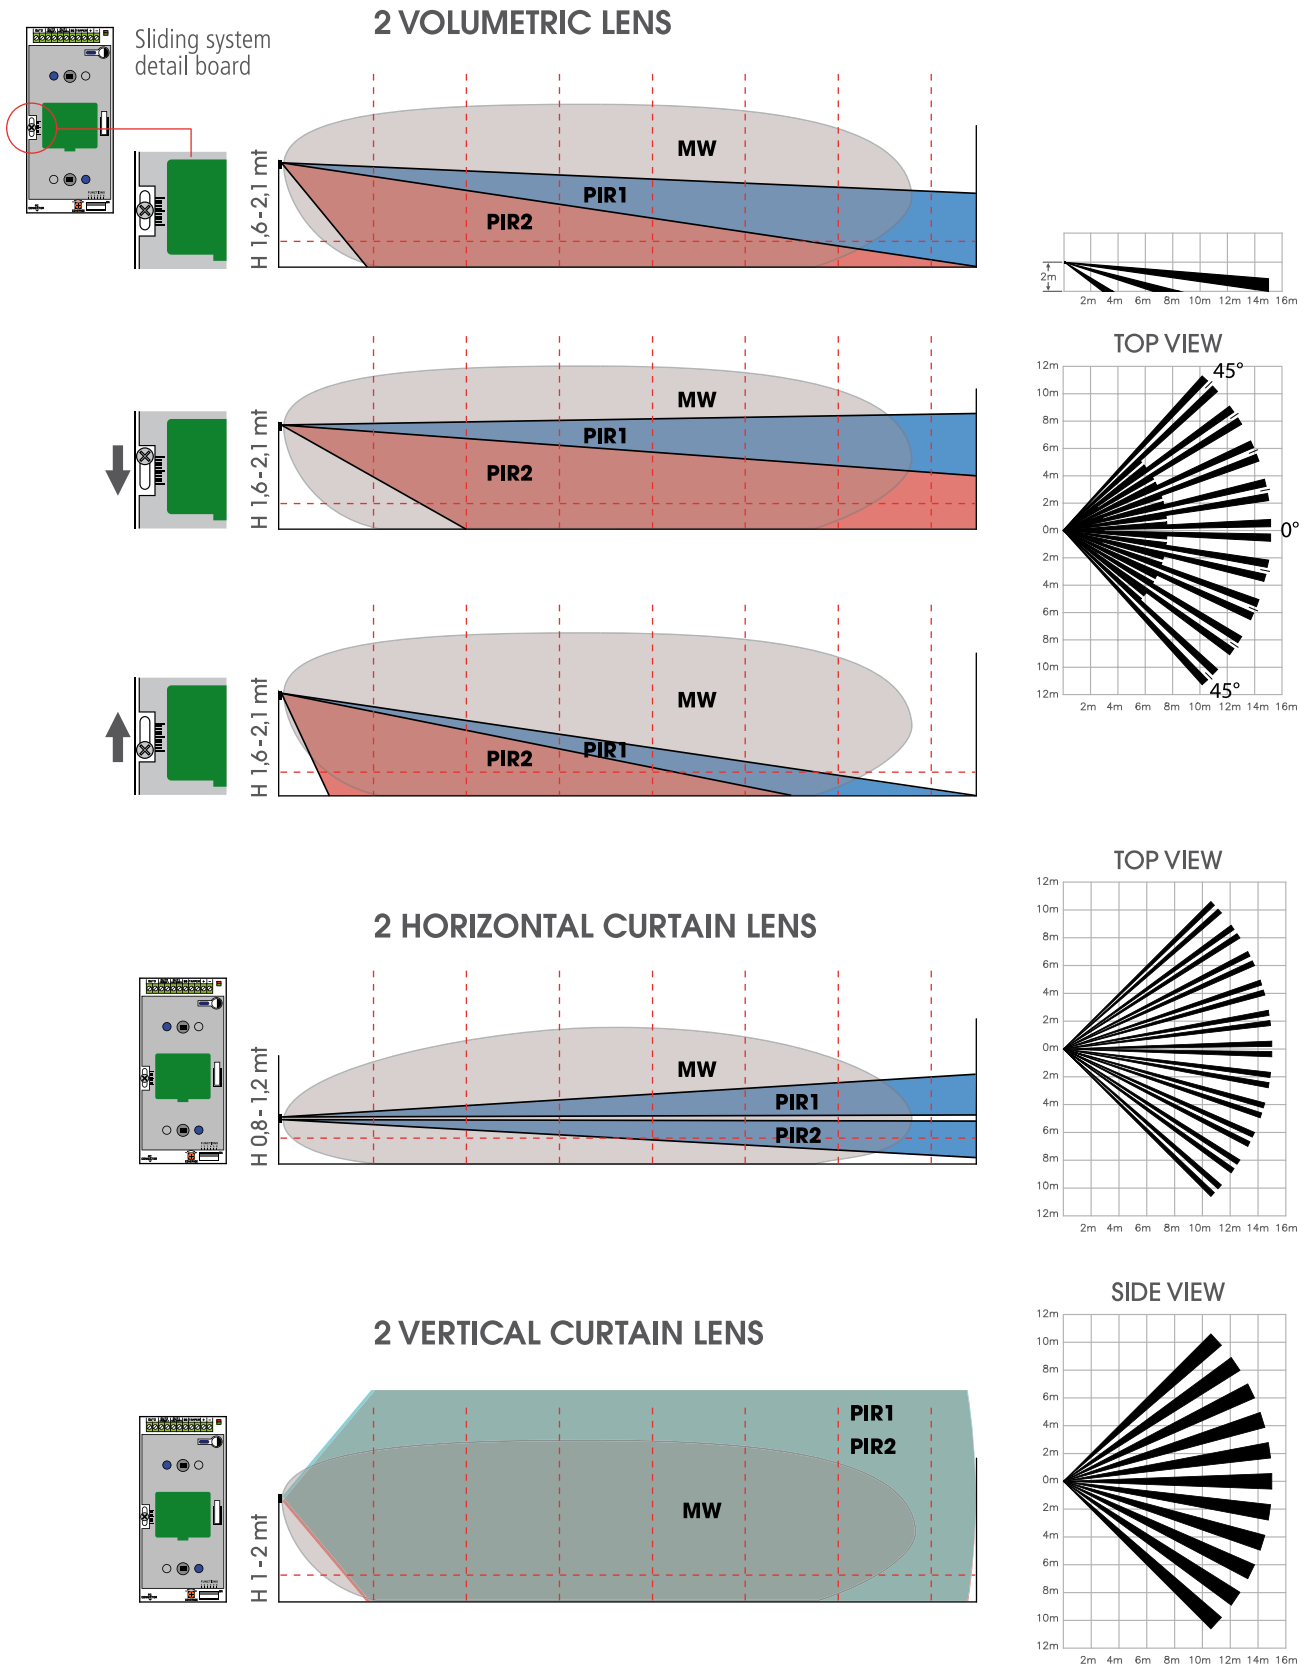 2 VOLUMETRIC LENS
Sliding system
detail board
H 1,6-2,1 mt
MW
PIR1
PIR2
2m
2m 4m 6m 8m 10m 12m 14m 16m
H 1,6-2,1 mt
MW
PIR1
PIR2
TOP VIEW
12m
10m
8m
6m
4m
2m
0m
2m
4m
6m
8m
10m
12m
45°
0°
45°
2m 4m 6m 8m 10m 12m 14m 16m
H 1,6-2,1 mt
MW
PIR1
PIR2
2 HORIZONTAL CURTAIN LENS
H 0,8-1,2 mt
MW
PIR1
PIR2
TOP VIEW
12m
10m
8m
6m
4m
2m
0m
2m
4m
6m
8m
10m
12m
2m 4m 6m 8m 10m 12m 14m 16m
2 VERTICAL CURTAIN LENS
H 1-2 mt
PIR1
PIR2
MW
SIDE VIEW
12m
10m
8m
6m
4m
2m
0m
2m
4m
6m
8m
10m
12m
2m 4m 6m 8m 10m 12m 14m 16m